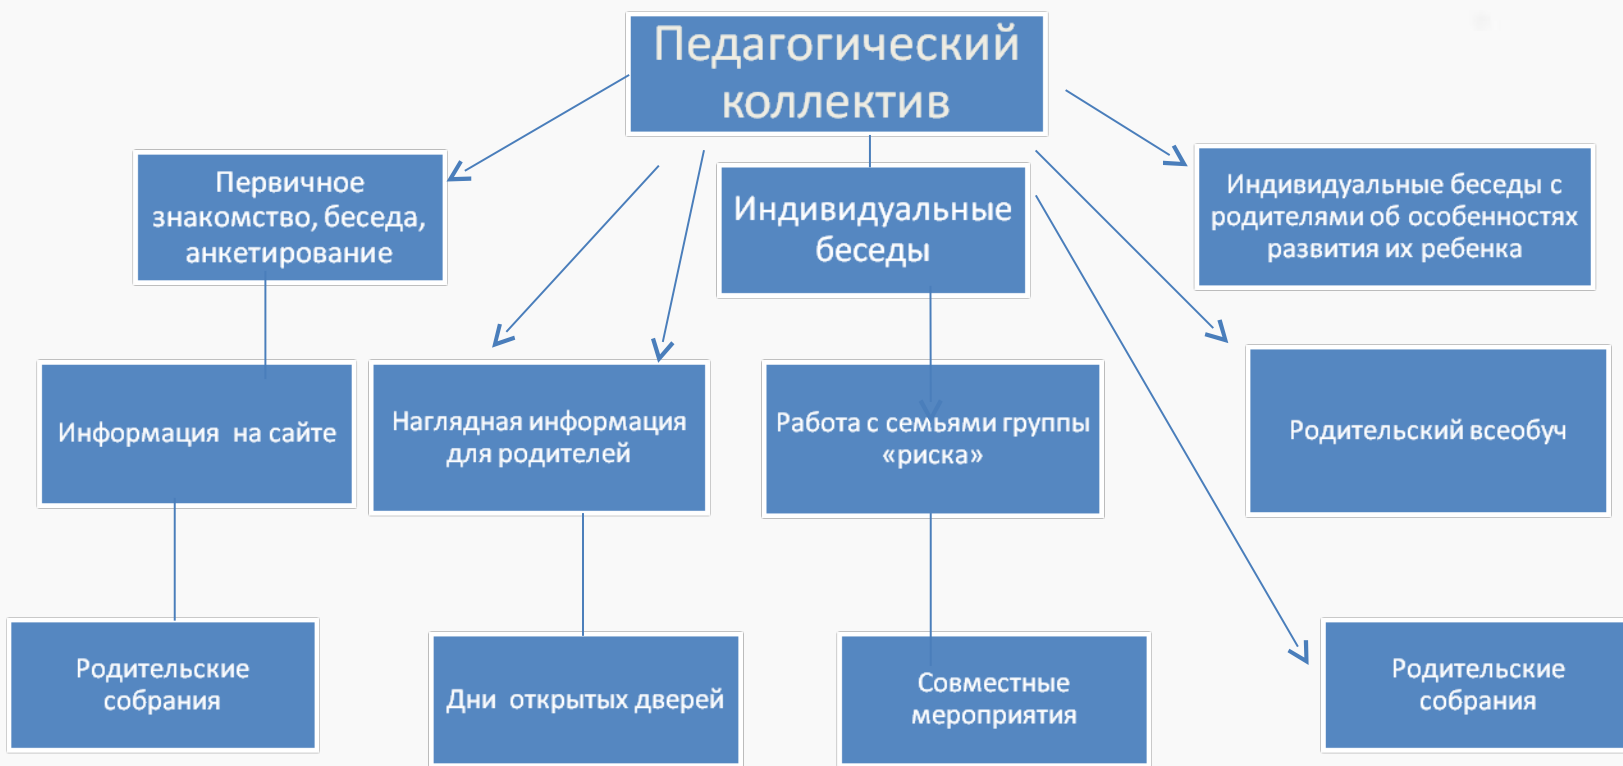 Педагогический
коллектив
Первичное
знакомство, беседа,
анкетирование
Индивидуальные
беседы
Индивидуальные беседы с
родителями об особенностях
развития их ребенка
Информация на сайте
Наглядная информация
для родителей
Работа с семьями группы
«риска»
Родительский всеобуч
Родительские
собрания
Дни открытых дверей
Совместные
мероприятия
Родительские
собрания